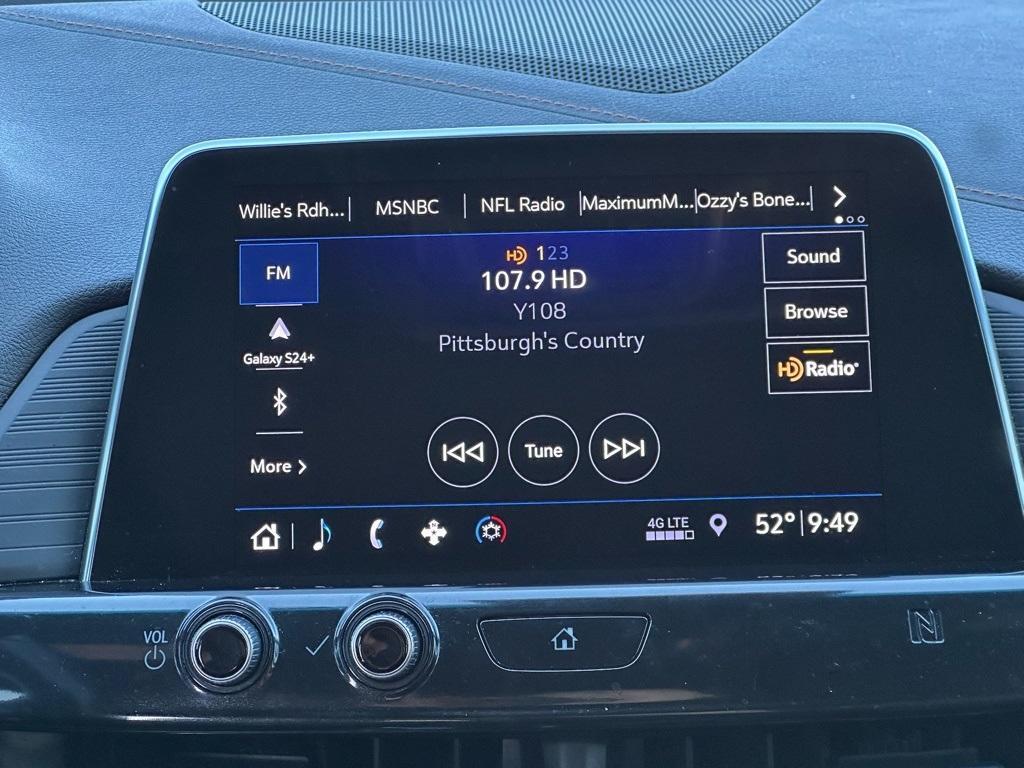 Willie's Rdh... MSNBC NFL Radio MaximumM... Ozzy's Bone...
FM
HD 123
107.9 HD
Y108
Pittsburgh's Country
Sound
Browse
HD Radio
Galaxy S24+
More
Tune
4G LTE
52° 9:49
VOL
N